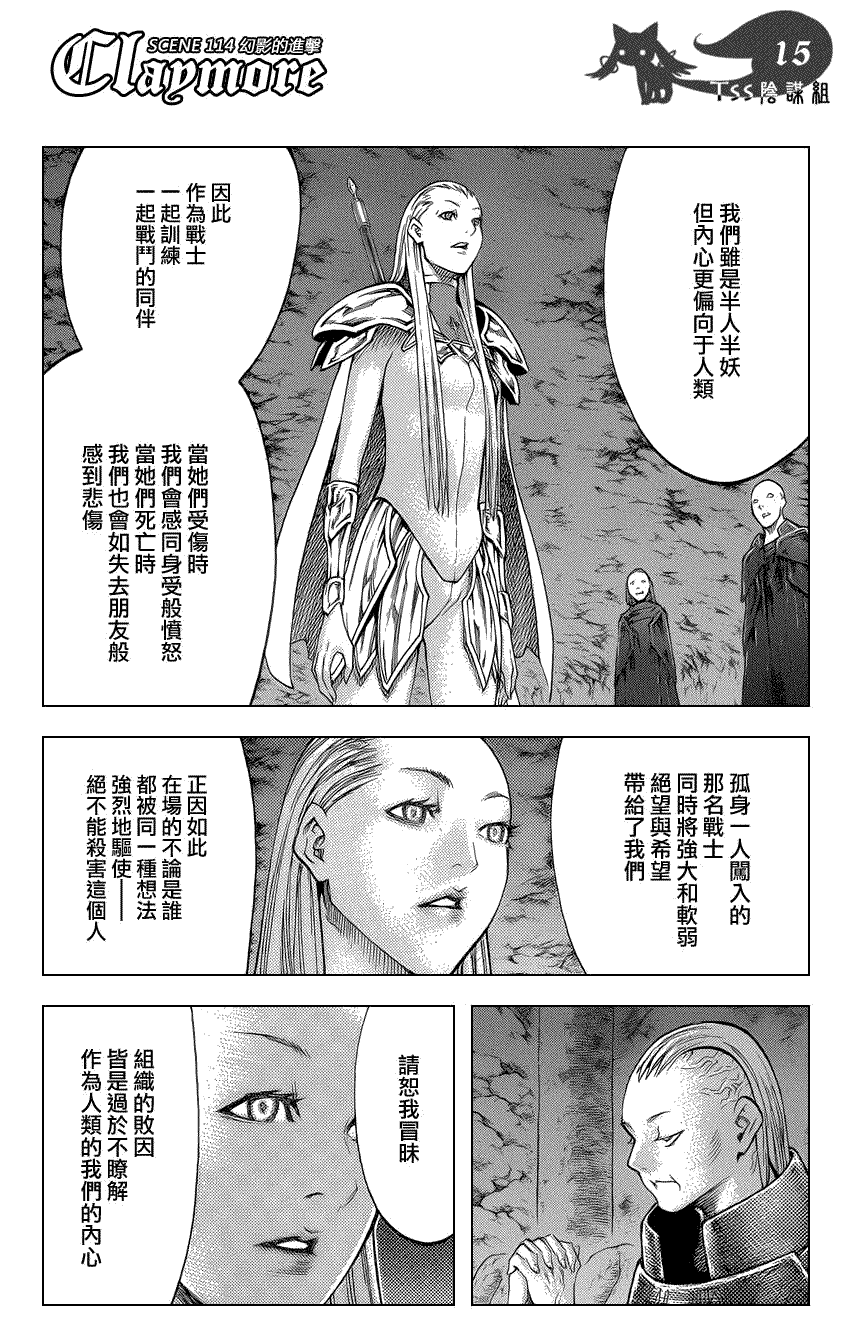 SCENE 114 幻影的進擊
Claymore
15
Tss陰謀組
我們雖是半人半妖
但內心更偏向于人類
因此
作為戰士
一起訓練
一起戰鬥的同伴
當她們受傷時
我們會感同身受般憤怒
當她們死亡時
我們也會如失去朋友般
感到悲傷
孤身一人闖入的
那名戰士
同時將強大和軟弱
絕望與希望
帶給了我們
正因如此
在場的不論是誰
都被同一種想法
強烈地驅使——
絕不能殺害這個人
請恕我冒昧
組織的敗因
皆是過於不瞭解
作為人類的我們的內心